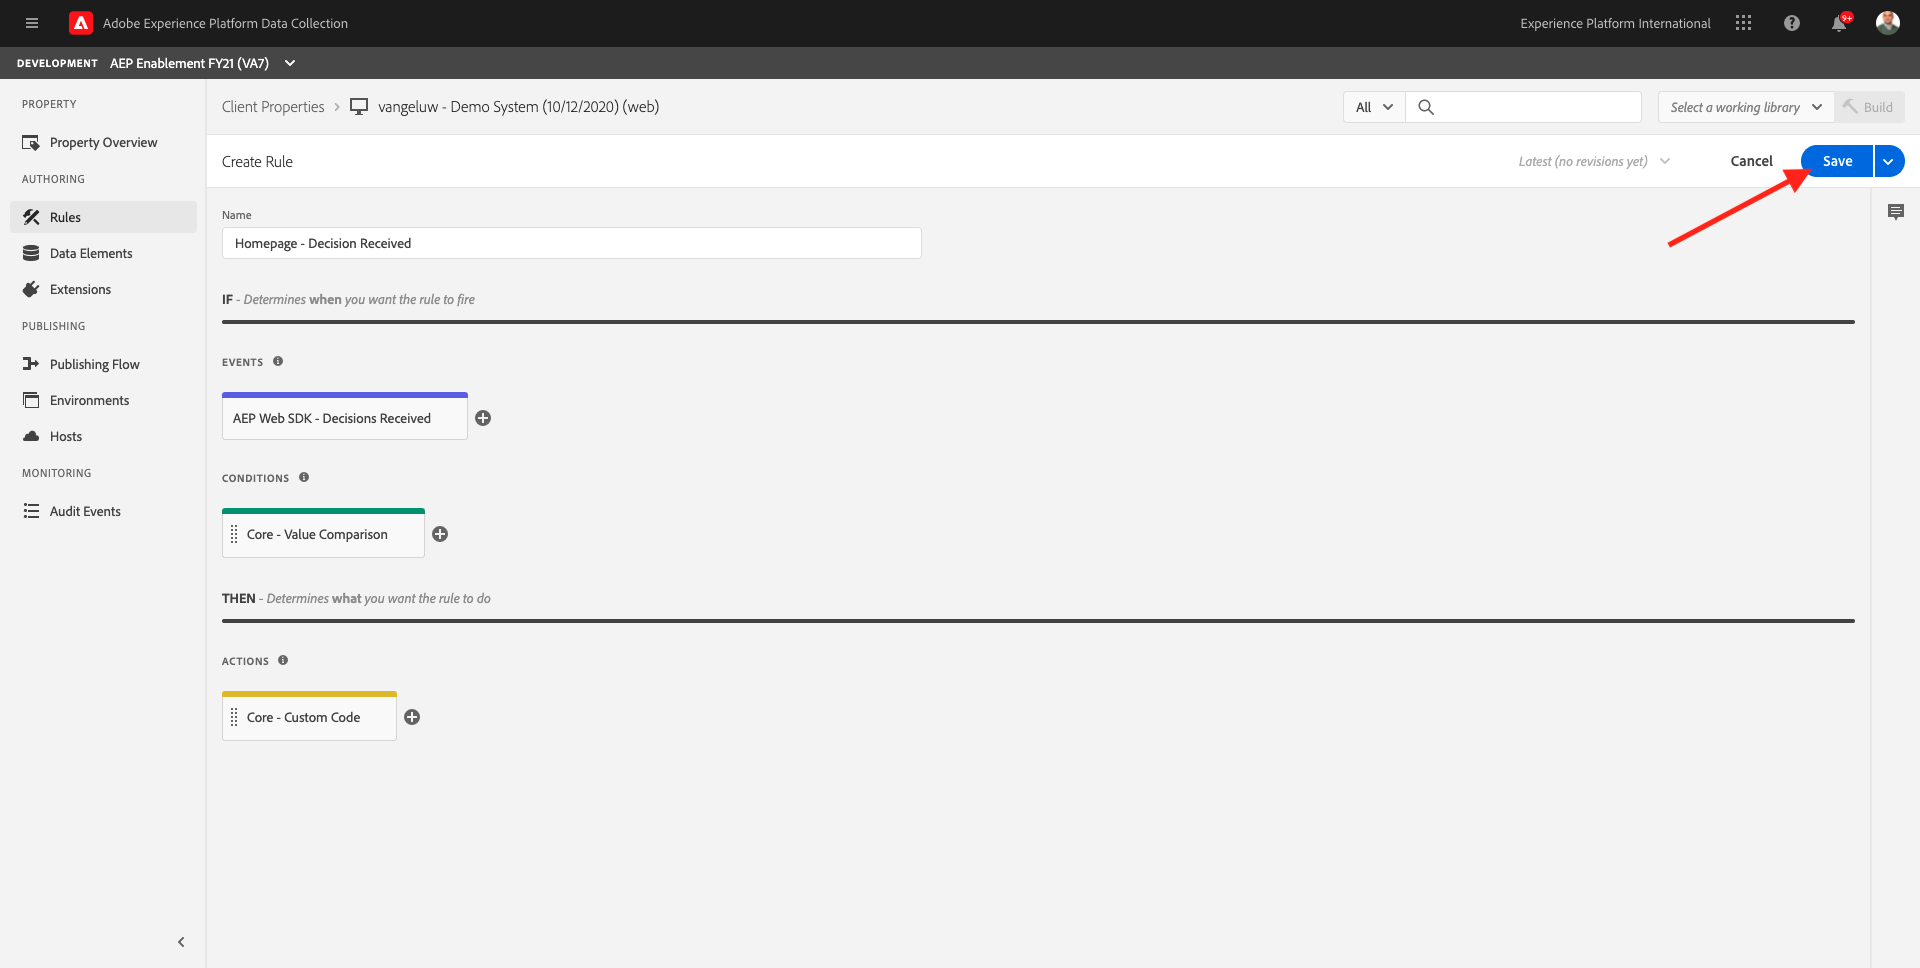 Adobe Experience Platform Data Collection
Experience Platform International
9+
DEVELOPMENT AEP Enablement FY21 (VA7)
PROPERTY
Property Overview
AUTHORING
Rules
Data Elements
Extensions
PUBLISHING
Publishing Flow
Environments
Hosts
MONITORING
Audit Events
Client Properties > vangeluw - Demo System (10/12/2020) (web)
All
Select a working library
Build
Create Rule
Latest (no revisions yet)
Cancel
Save
Name
Homepage - Decision Received
IF - Determines when you want the rule to fire
EVENTS
AEP Web SDK - Decisions Received
CONDITIONS
Core - Value Comparison
THEN - Determines what you want the rule to do
ACTIONS
Core - Custom Code